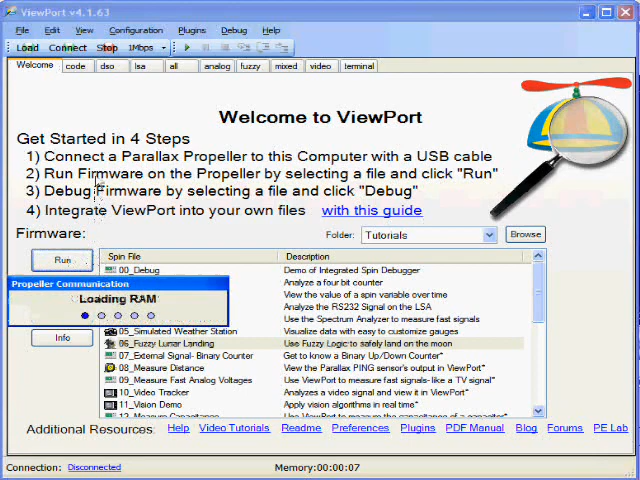 ViewPort v4.1.63
File Edit View Configuration Plugins Debug Help
Load Connect Stop 1Mbps
Welcome code dso lsa all analog fuzzy mixed video terminal
Welcome to ViewPort
Get Started in 4 Steps
1) Connect a Parallax Propeller to this Computer with a USB cable
2) Run Firmware on the Propeller by selecting a file and click "Run"
3) Debug Firmware by selecting a file and click "Debug"
4) Integrate ViewPort into your own files with this guide
Firmware: Folder: Tutorials Browse
Run Spin File Description
00_Debug Demo of Integrated Spin Debugger
Analyze a four bit counter
Propeller Communication View the value of a spin variable over time
Loading RAM Analyze the RS232 Signal on the LSA
Use the Spectrum Analyzer to measure fast signals
05_Simulated Weather Station Visualize data with easy to customize gauges
Info 06_Fuzzy Lunar Landing Use Fuzzy Logic to safely land on the moon
07_External Signal- Binary Counter Get to know a Binary Up/Down Counter*
08_Measure Distance View the Parallax PING sensor's output in ViewPort*
09_Measure Fast Analog Voltages Use ViewPort to measure fast signals- like a TV signal*
10_Video Tracker Analyzes a video signal and view it in ViewPort*
11_Vision Demo Apply vision algorithms in real time*
12_Measure Capacitance Use ViewPort to measure the capacitance of a capacitor*
Additional Resources: Help Video Tutorials Readme Preferences Plugins PDF Manual Blog Forums PE Lab
Connection: Disconnected Memory:00:00:07